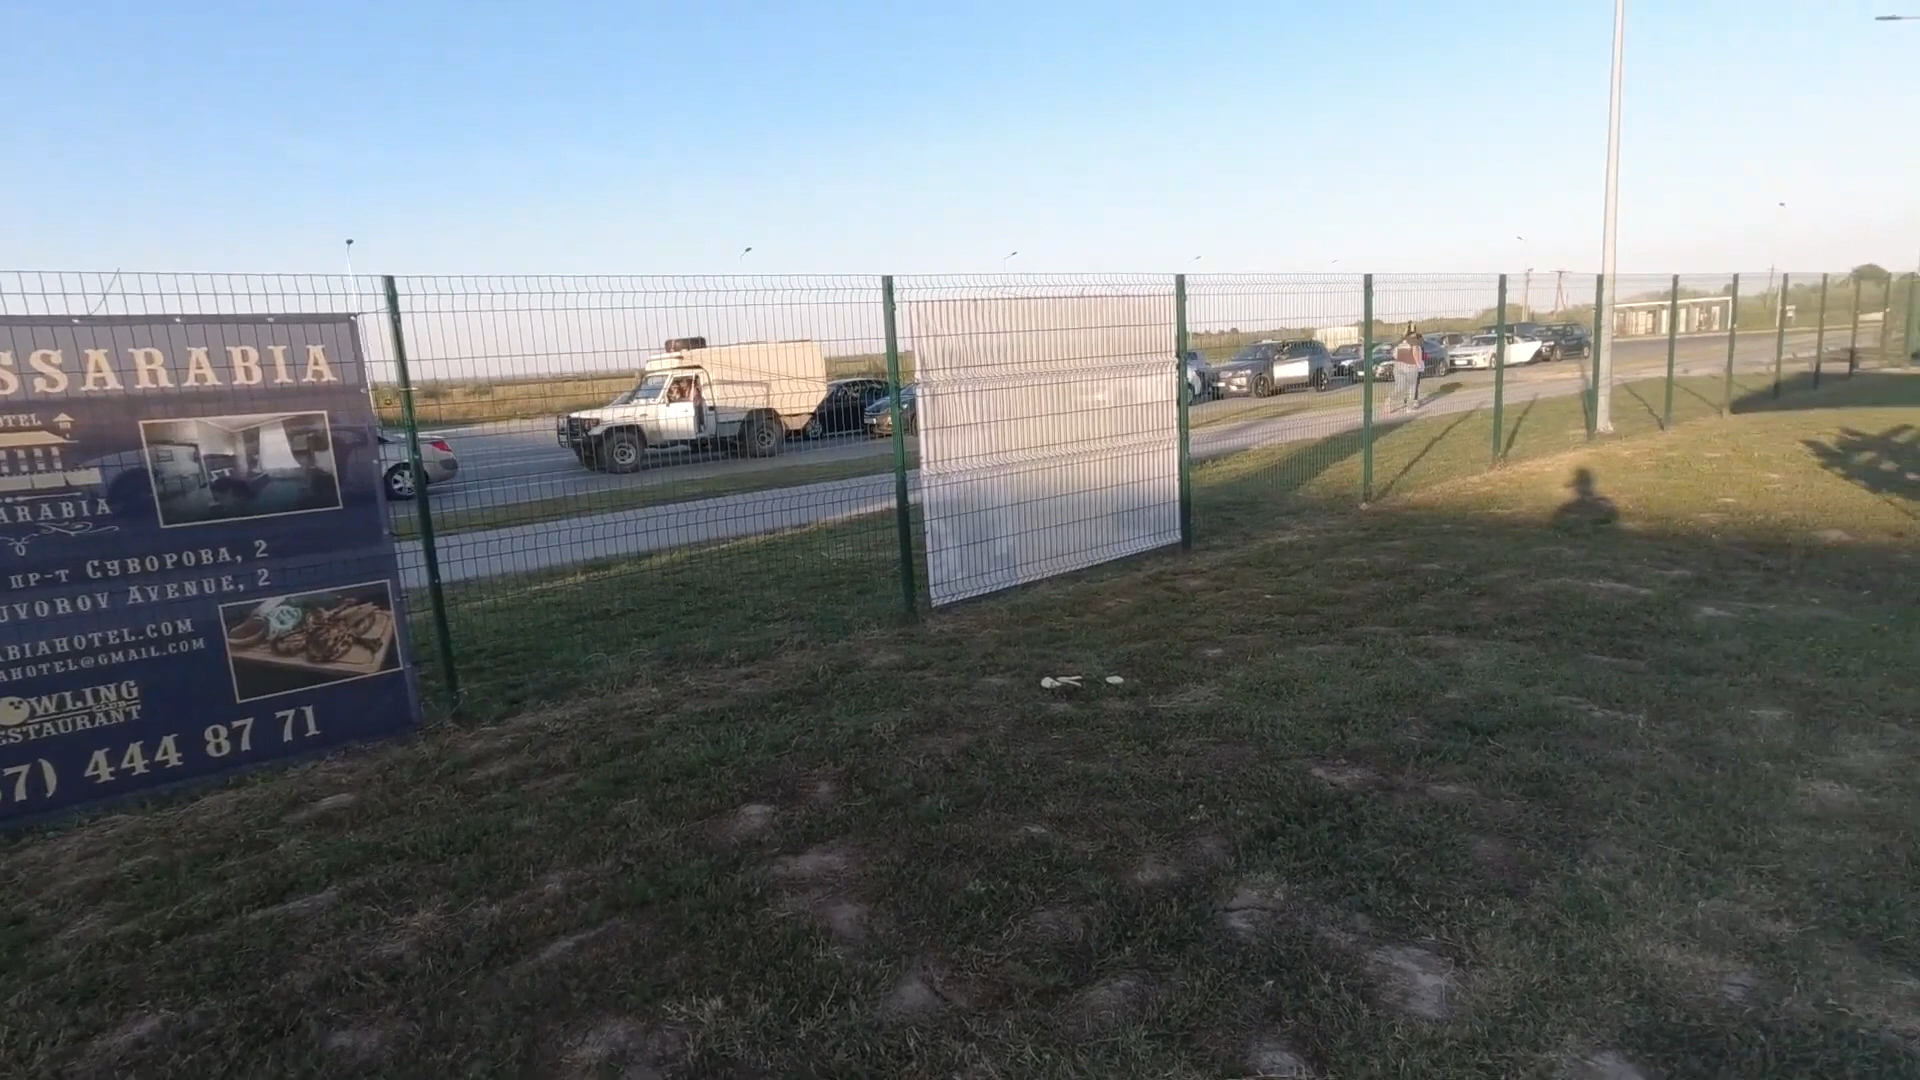 SSARABIA
OTEL
ARABIA
ПР-Т СУВОРОВА, 2
UVOROV AVENUE, 2
ABIAHOTEL.COM
AHOTEL@GMAIL.COM
OWLING
CLUB
ESTAURANT
7) 444 87 71